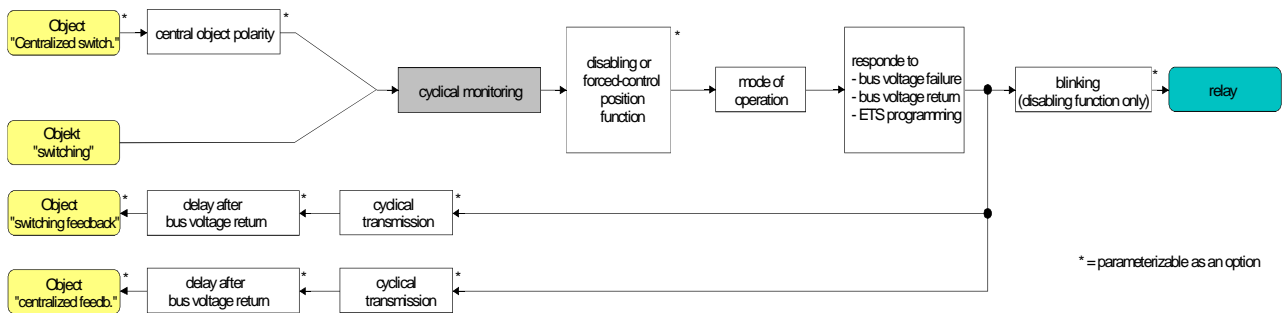 Object
"Centralized switch."
*
central object polarity
*
cyclical monitoring
disabling or
forced-control
position
function
*
mode of
operation
responde to
- bus voltage failure
- bus voltage return
- ETS programming
blinking
(disabling function only)
*
relay
Objekt
"switching"
Object
"switching feedback"
*
delay after
bus voltage return
*
cyclical
transmission
*
Object
"centralized feedb."
*
delay after
bus voltage return
*
cyclical
transmission
*
* = parameterizable as an option